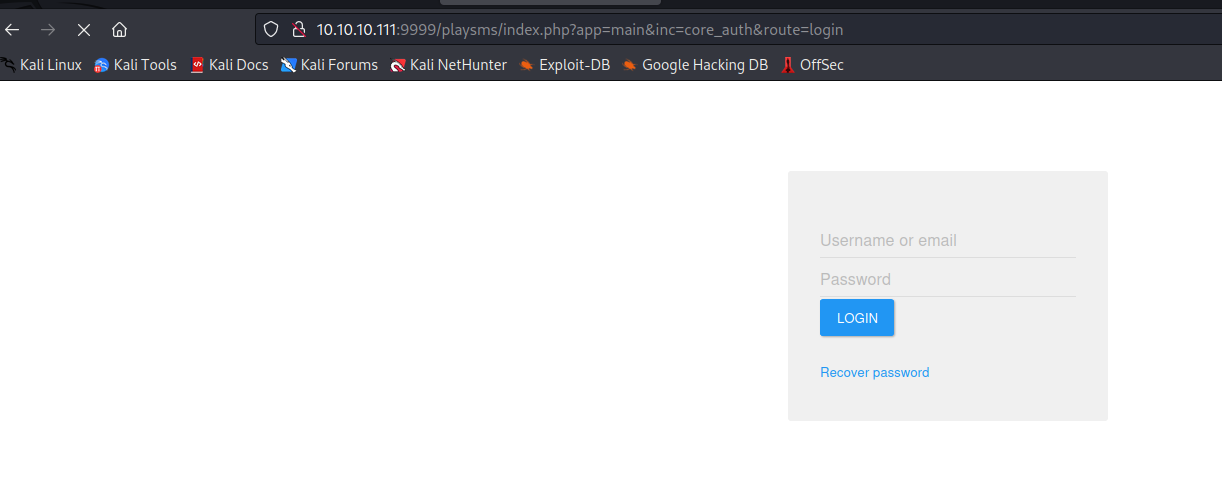 10.10.10.111:9999/playsms/index.php?app=main&inc=core_auth&route=login
Kali Linux Kali Tools Kali Docs Kali Forums Kali NetHunter Exploit-DB Google Hacking DB OffSec
Username or email
Password
LOGIN
Recover password